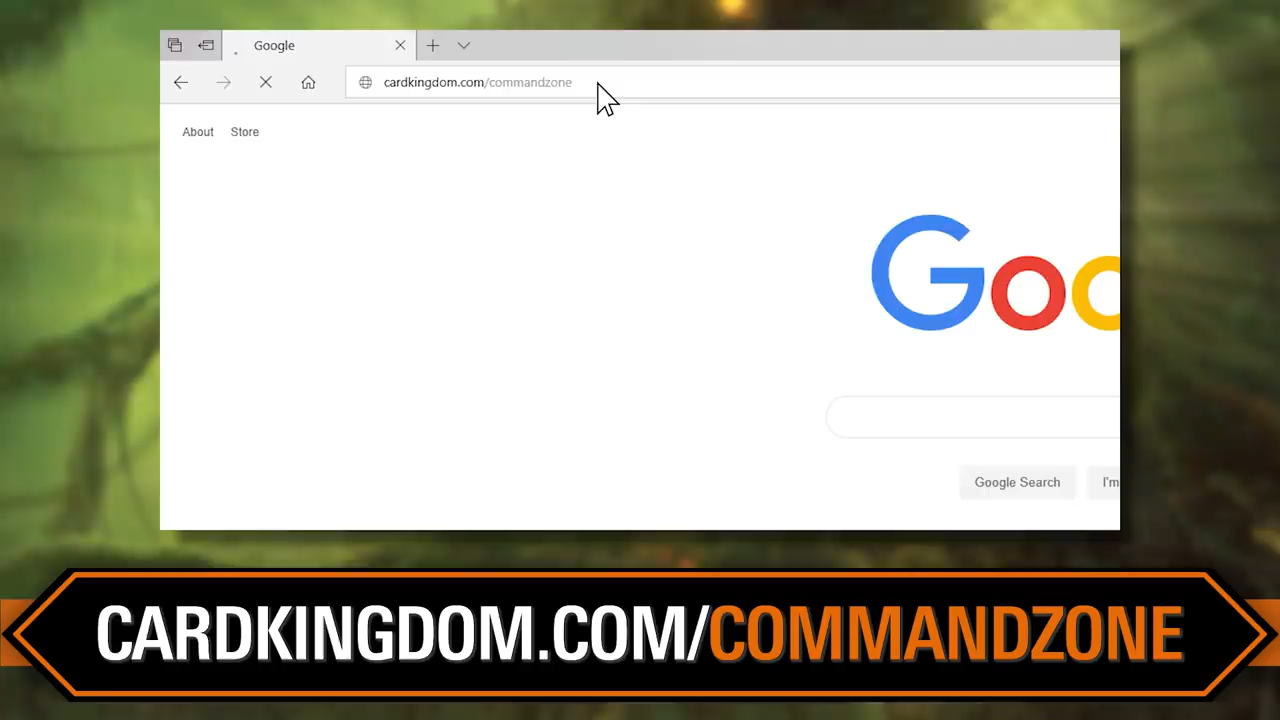 Google
cardkingdom.com/commandzone
About Store
Goo
Google Search I'm
CARDKINGDOM.COM/COMMANDZONE